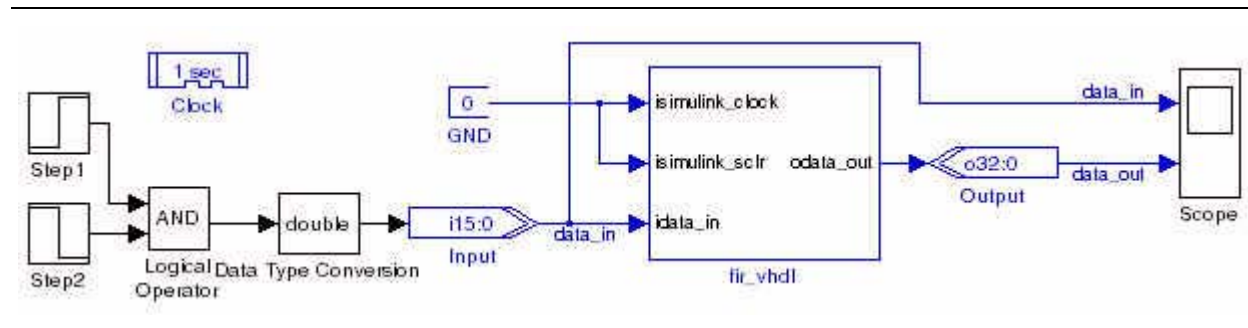 1 sec
Clock
Step1
Step2
AND
Logical
Operator
double
Data Type Conversion
i15:0
Input
data_in
0
GND
isimulink_clock
isimulink_sclr
idata_in
odata_out
fir_vhdl
o32:0
Output
data_in
data_out
Scope